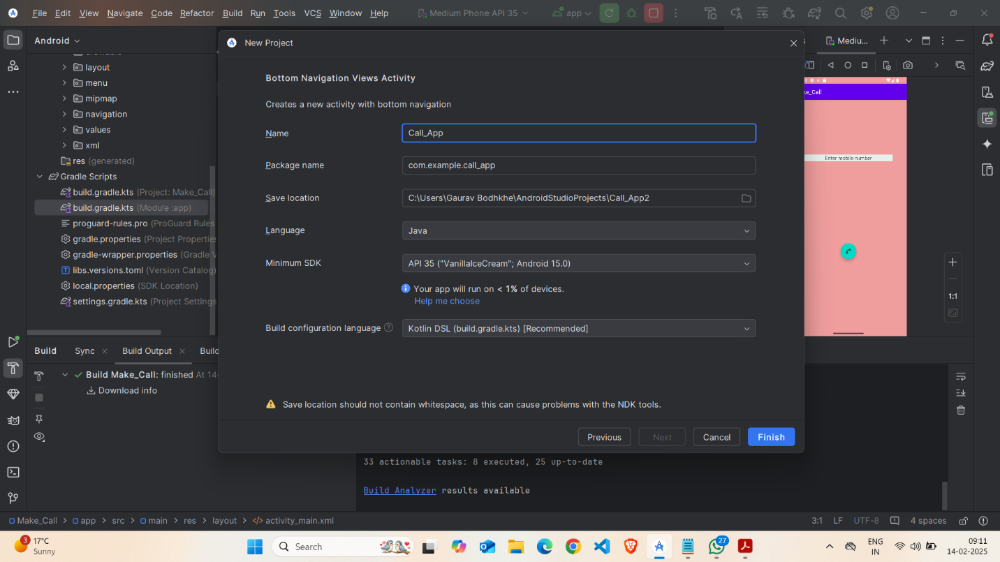 File Edit View Navigate Code Refactor Build Run Tools VCS Window Help
Medium Phone API 35
app
Android
layout
menu
mipmap
navigation
values
xml
res (generated)
Gradle Scripts
build.gradle.kts (Project: Make_Call)
build.gradle.kts (Module :app)
proguard-rules.pro (ProGuard Rules
gradle.properties (Project Properties
gradle-wrapper.properties (Gradle V
libs.versions.toml (Version Catalog)
local.properties (SDK Location)
settings.gradle.kts (Project Settings
New Project
Bottom Navigation Views Activity
Creates a new activity with bottom navigation
Name
Call_App
Package name
com.example.call_app
Save location
C:\Users\Gaurav Bodhkhe\AndroidStudioProjects\Call_App2
Language
Java
Minimum SDK
API 35 ("VanillaIceCream"; Android 15.0)
Your app will run on < 1% of devices.
Help me choose
Build configuration language
Kotlin DSL (build.gradle.kts) [Recommended]
Save location should not contain whitespace, as this can cause problems with the NDK tools.
Previous Next Cancel Finish
Mediu...
ke_Call
Enter mobile number
1:1
Build Sync Build Output Build
Build Make_Call: finished At 14-
Download info
33 actionable tasks: 8 executed, 25 up-to-date
Build Analyzer results available
Make_Call app src main res layout activity_main.xml
3:1 LF UTF-8 4 spaces
3
17°C
Sunny
Search
27
ENG
IN
09:11
14-02-2025